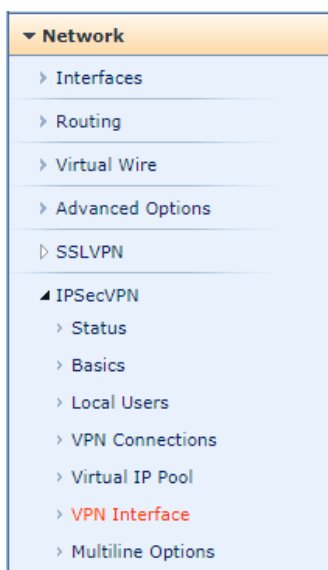 Network
Interfaces
Routing
Virtual Wire
Advanced Options
SSLVPN
IPSecVPN
Status
Basics
Local Users
VPN Connections
Virtual IP Pool
VPN Interface
Multiline Options